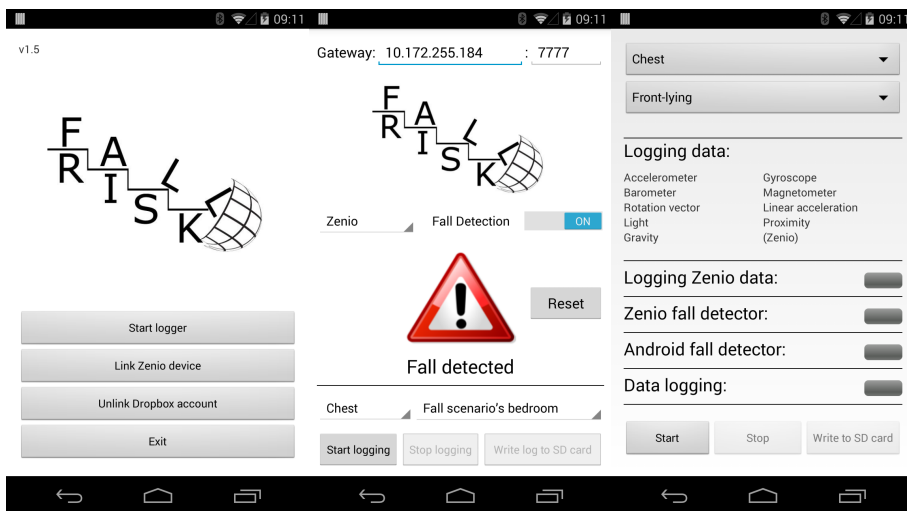 09:11
v1.5
F
A
R
L
I
L
S
K
Start logger
Link Zenio device
Unlink Dropbox account
Exit
09:11
Gateway: 10.172.255.184 : 7777
F
A
R
L
I
L
S
K
Zenio Fall Detection ON
Reset
Fall detected
Chest Fall scenario's bedroom
Start logging Stop logging Write log to SD card
09:11
Chest
Front-lying
Logging data:
Accelerometer Gyroscope
Barometer Magnetometer
Rotation vector Linear acceleration
Light Proximity
Gravity (Zenio)
Logging Zenio data:
Zenio fall detector:
Android fall detector:
Data logging:
Start Stop Write to SD card